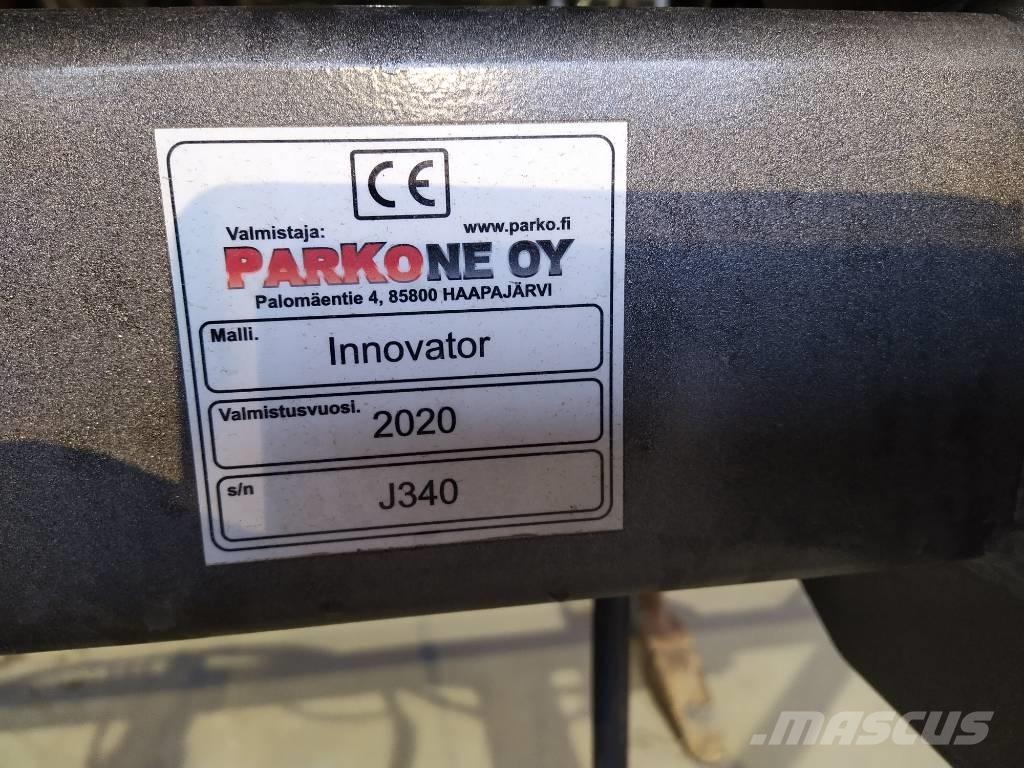 CE
Valmistaja: www.parko.fi
PARKONE OY
Palomäentie 4, 85800 HAAPAJÄRVI
Malli. Innovator
Valmistusvuosi. 2020
s/n J340
MASCUS